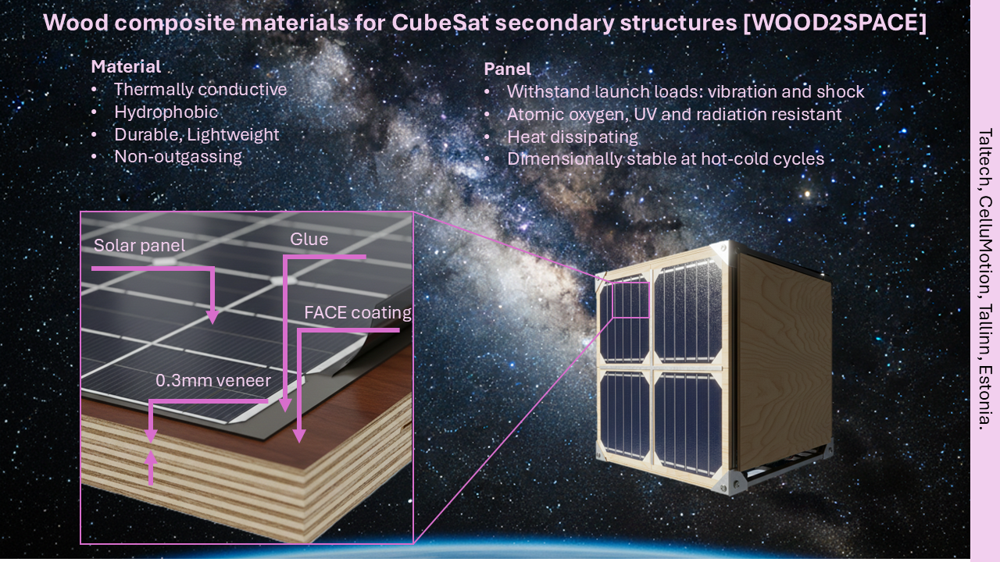 Wood composite materials for CubeSat secondary structures [WOOD2SPACE]
Material
• Thermally conductive
• Hydrophobic
• Durable, Lightweight
• Non-outgassing
Panel
• Withstand launch loads: vibration and shock
• Atomic oxygen, UV and radiation resistant
• Heat dissipating
• Dimensionally stable at hot-cold cycles
Solar panel
Glue
FACE coating
0.3mm veneer
Taltech, CelluMotion, Tallinn, Estonia.